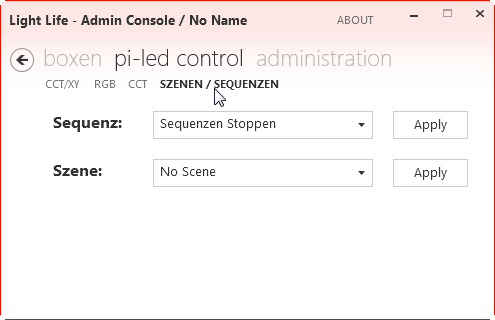 Light Life - Admin Console / No Name ABOUT
boxen pi-led control administration
CCT/XY RGB CCT SZENEN / SEQUENZEN
Sequenz: Sequenzen Stoppen Apply
Szene: No Scene Apply